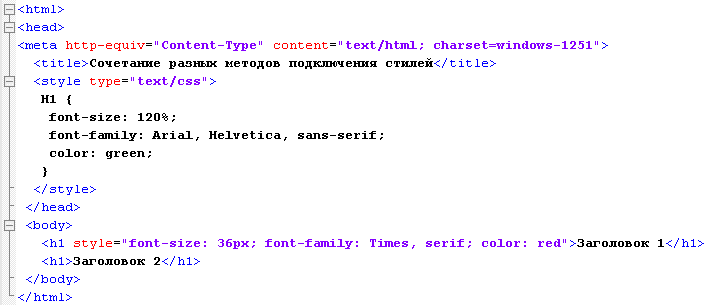 <html>
<head>
<meta http-equiv="Content-Type" content="text/html; charset=windows-1251">
<title>Сочетание разных методов подключения стилей</title>
<style type="text/css">
H1 {
font-size: 120%;
font-family: Arial, Helvetica, sans-serif;
color: green;
}
</style>
</head>
<body>
<h1 style="font-size: 36px; font-family: Times, serif; color: red">Заголовок 1</h1>
<h1>Заголовок 2</h1>
</body>
</html>